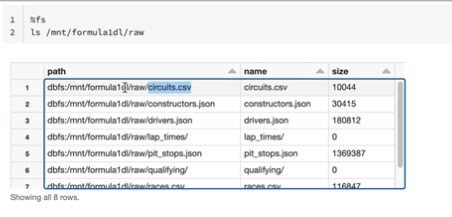 1 %fs
2 ls /mnt/formula1dl/raw
path name size
1 dbfs:/mnt/formula1dl/raw/circuits.csv circuits.csv 10044
2 dbfs:/mnt/formula1dl/raw/constructors.json constructors.json 30415
3 dbfs:/mnt/formula1dl/raw/drivers.json drivers.json 180812
4 dbfs:/mnt/formula1dl/raw/lap_times/ lap_times/ 0
5 dbfs:/mnt/formula1dl/raw/pit_stops.json pit_stops.json 1369387
6 dbfs:/mnt/formula1dl/raw/qualifying/ qualifying/ 0
7 dbfs:/mnt/formula1dl/raw/races.csv races.csv 116847
Showing all 8 rows.